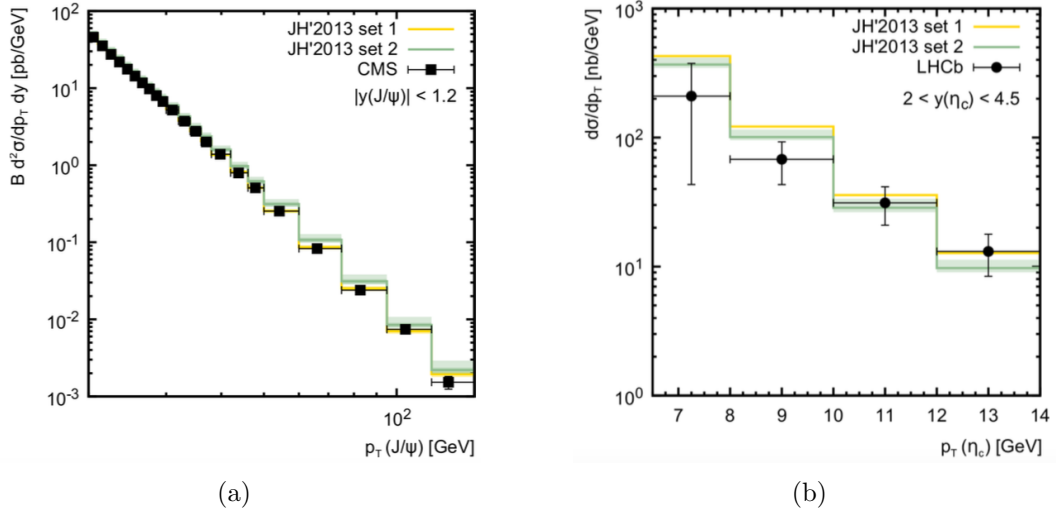 B d²σ/dp_T dy [pb/GeV]
10²
10¹
10⁰
10⁻¹
10⁻²
10⁻³
JH'2013 set 1
JH'2013 set 2
CMS
|y(J/ψ)| < 1.2
10²
p_T (J/ψ) [GeV]
(a)
dσ/dp_T [nb/GeV]
10³
10²
10¹
10⁰
JH'2013 set 1
JH'2013 set 2
LHCb
2 < y(η_c) < 4.5
7 8 9 10 11 12 13 14
p_T (η_c) [GeV]
(b)